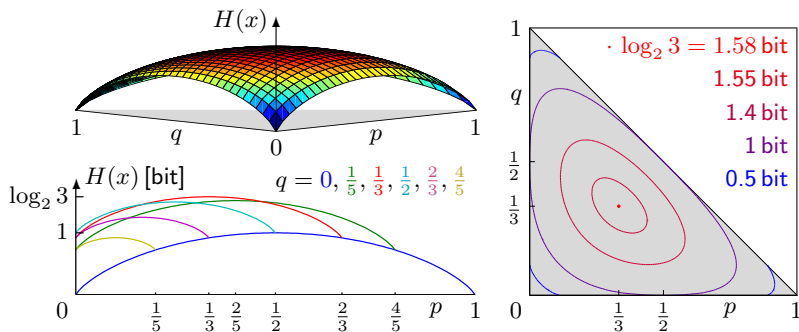 H(x)
1
q
0
p
1
H(x) [bit]
log₂ 3
1
q = 0, 1/5, 1/3, 1/2, 2/3, 4/5
0
1/5
1/3
2/5
1/2
2/3
4/5
p
1
1
q
1/2
1/3
0
1/3
1/2
p
1
· log₂ 3 = 1.58 bit
1.55 bit
1.4 bit
1 bit
0.5 bit